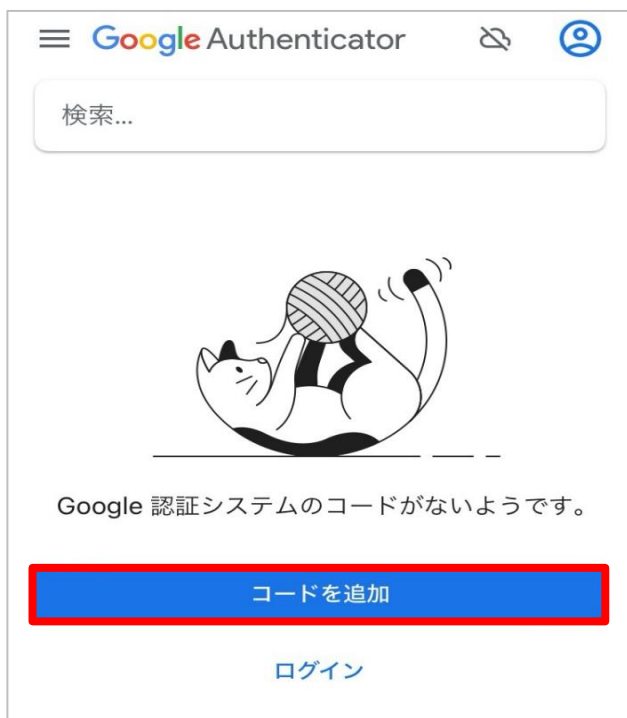 Google Authenticator
検索...
Google 認証システムのコードがないようです。
コードを追加
ログイン